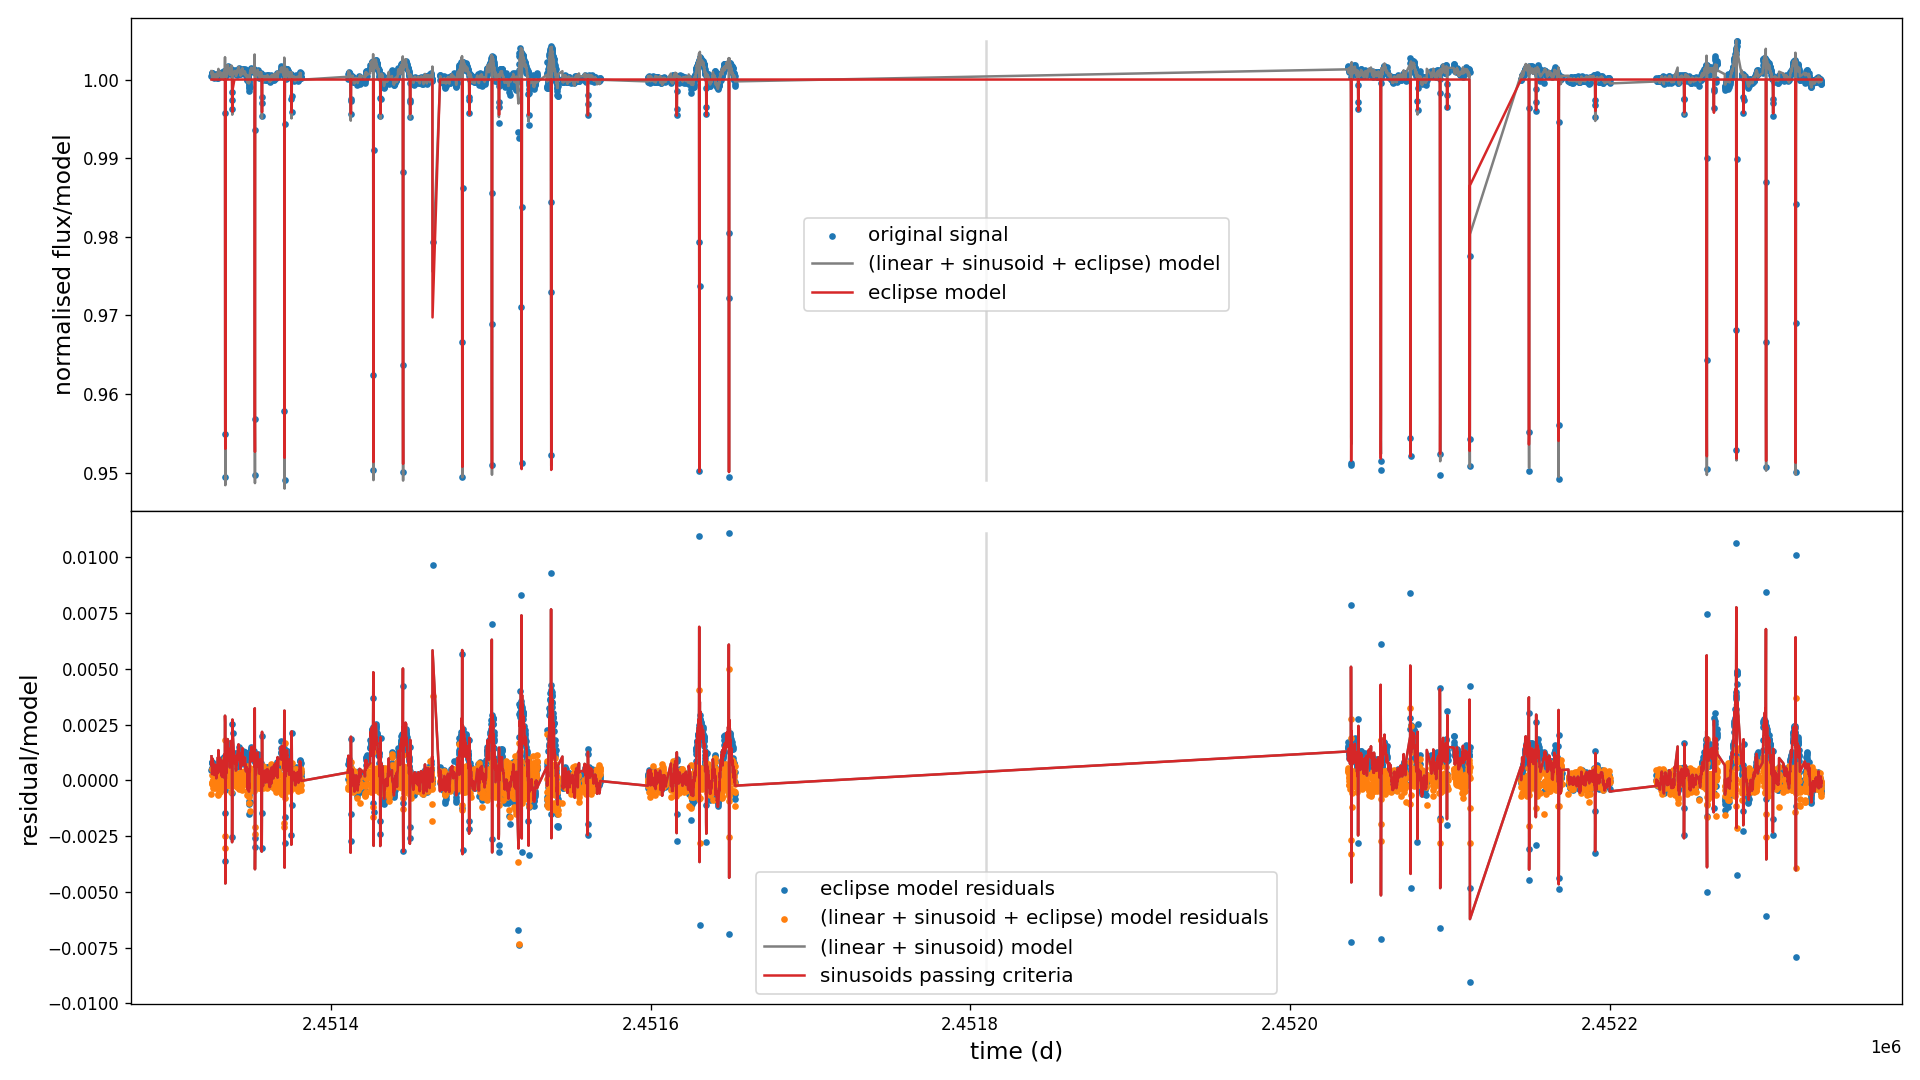 normalised flux/model
1.00
0.99
0.98
0.97
0.96
0.95
original signal
(linear + sinusoid + eclipse) model
eclipse model
residual/model
0.0100
0.0075
0.0050
0.0025
0.0000
−0.0025
−0.0050
−0.0075
−0.0100
eclipse model residuals
(linear + sinusoid + eclipse) model residuals
(linear + sinusoid) model
sinusoids passing criteria
2.4514
2.4516
2.4518
2.4520
2.4522
time (d)
1e6